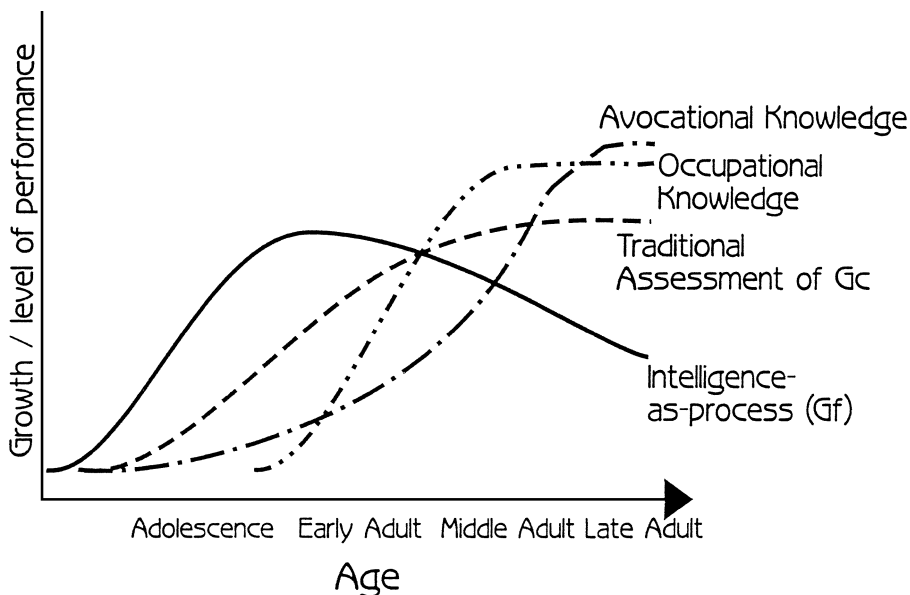 Growth / level of performance
Avocational Knowledge
Occupational
Knowledge
Traditional
Assessment of Gc
Intelligence-
as-process (Gf)
Adolescence Early Adult Middle Adult Late Adult
Age